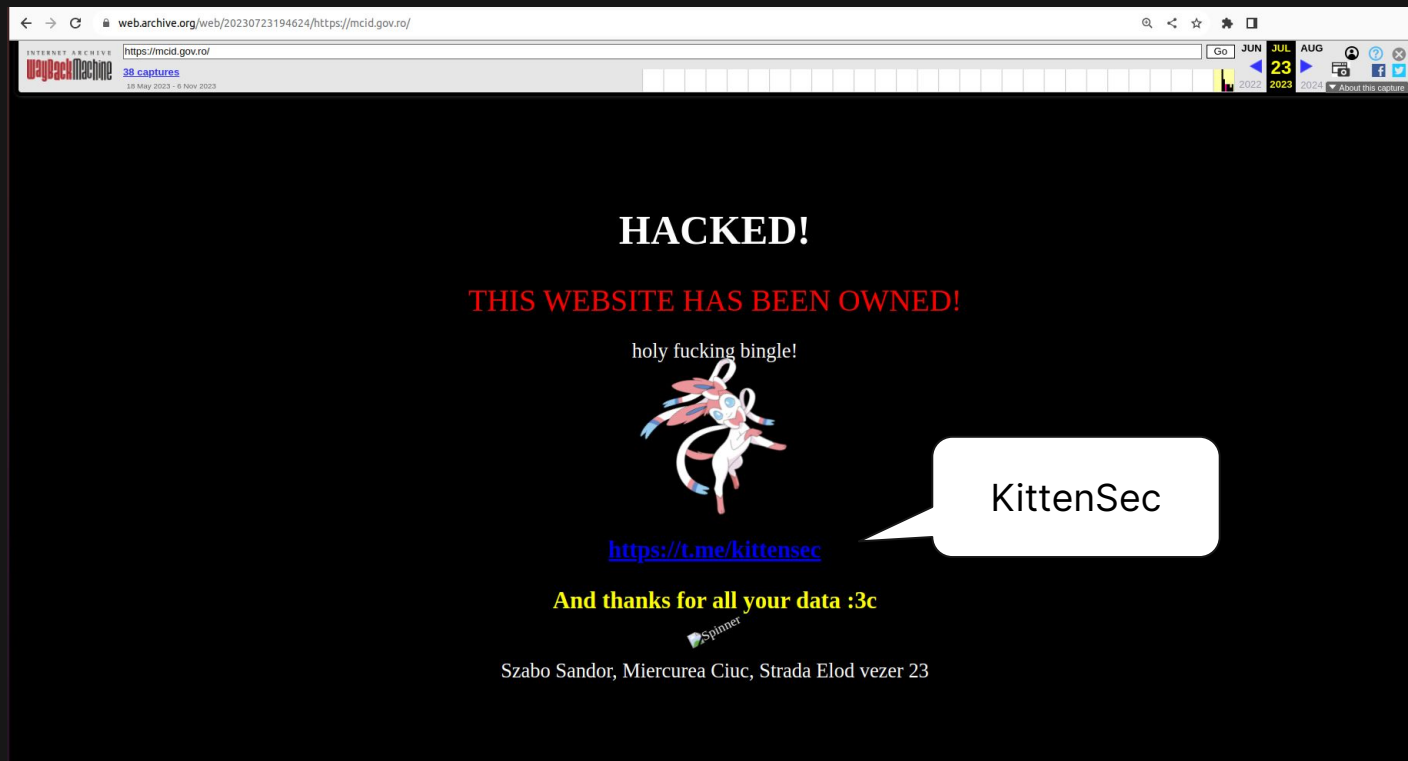 web.archive.org/web/20230723194624/https://mcid.gov.ro/
INTERNET ARCHIVE
WayBackMachine
https://mcid.gov.ro/
Go
JUN JUL AUG
38 captures
23
18 May 2023 - 6 Nov 2023
2022 2023 2024
About this capture
HACKED!
THIS WEBSITE HAS BEEN OWNED!
holy fucking bingle!
KittenSec
https://t.me/kittensec
And thanks for all your data :3c
Spinner
Szabo Sandor, Miercurea Ciuc, Strada Elod vezer 23